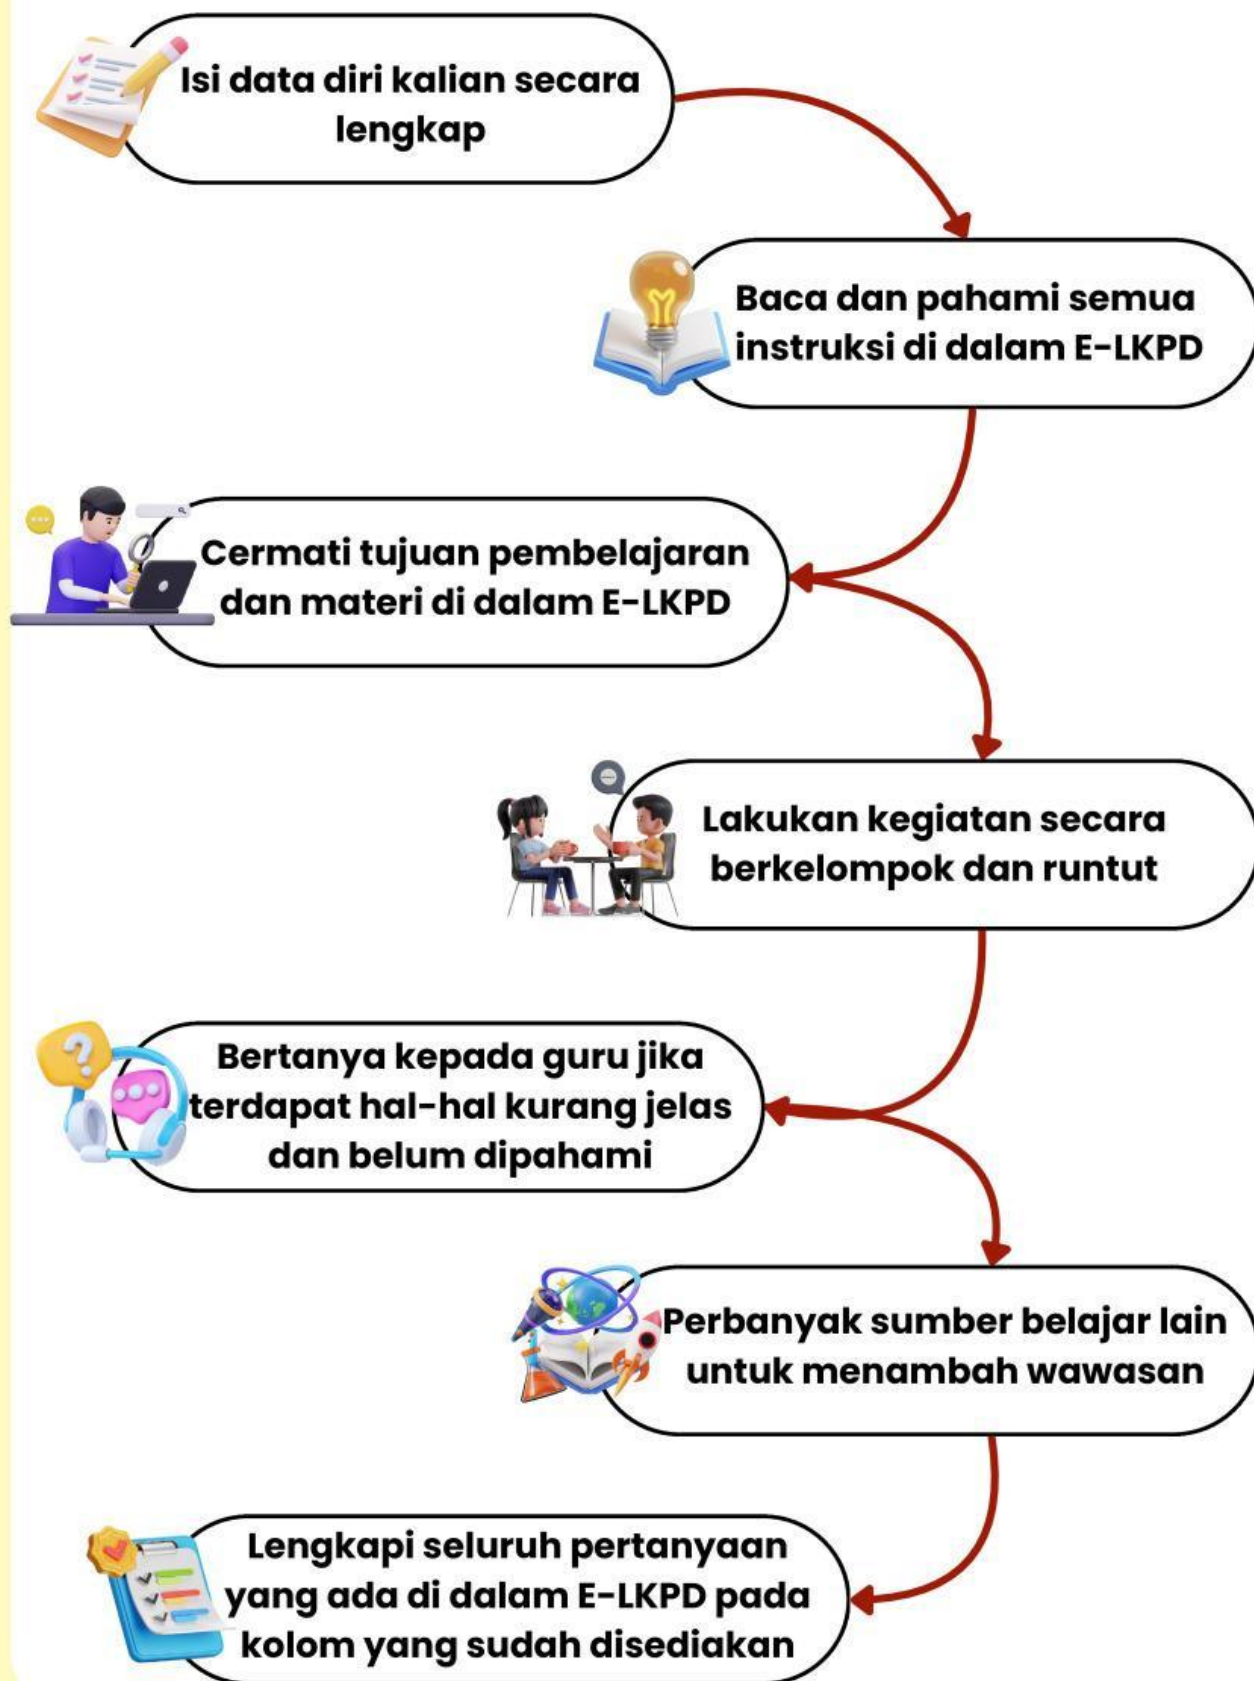 Isi data diri kalian secara
lengkap
Baca dan pahami semua
instruksi di dalam E-LKPD
Cermati tujuan pembelajaran
dan materi di dalam E-LKPD
Lakukan kegiatan secara
berkelompok dan runtut
Bertanya kepada guru jika
terdapat hal-hal kurang jelas
dan belum dipahami
Perbanyak sumber belajar lain
untuk menambah wawasan
Lengkapi seluruh pertanyaan
yang ada di dalam E-LKPD pada
kolom yang sudah disediakan